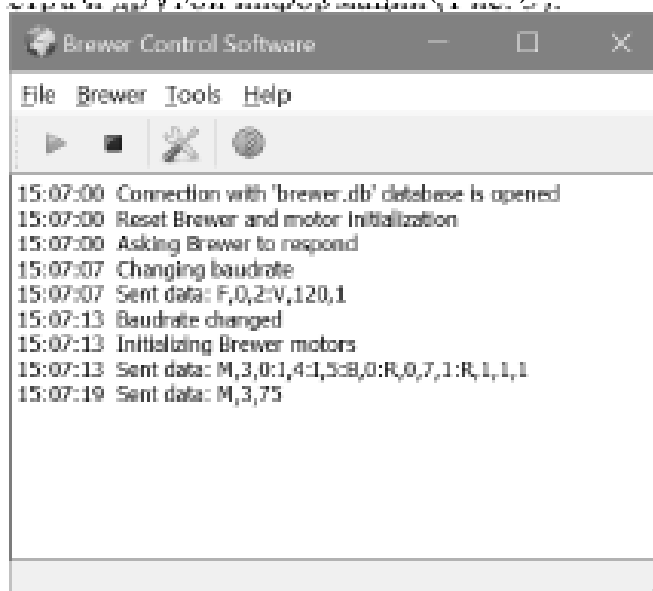 Brewer Control Software
File Brewer Tools Help
15:07:00 Connection with 'brewer.db' database is opened
15:07:00 Reset Brewer and motor initialization
15:07:00 Asking Brewer to respond
15:07:07 Changing baudrate
15:07:07 Sent data: F,0,2:V,120,1
15:07:13 Baudrate changed
15:07:13 Initializing Brewer motors
15:07:13 Sent data: M,3,0:1,4:1,5:B,0:R,0,7,1:R,1,1,1
15:07:19 Sent data: M,3,75